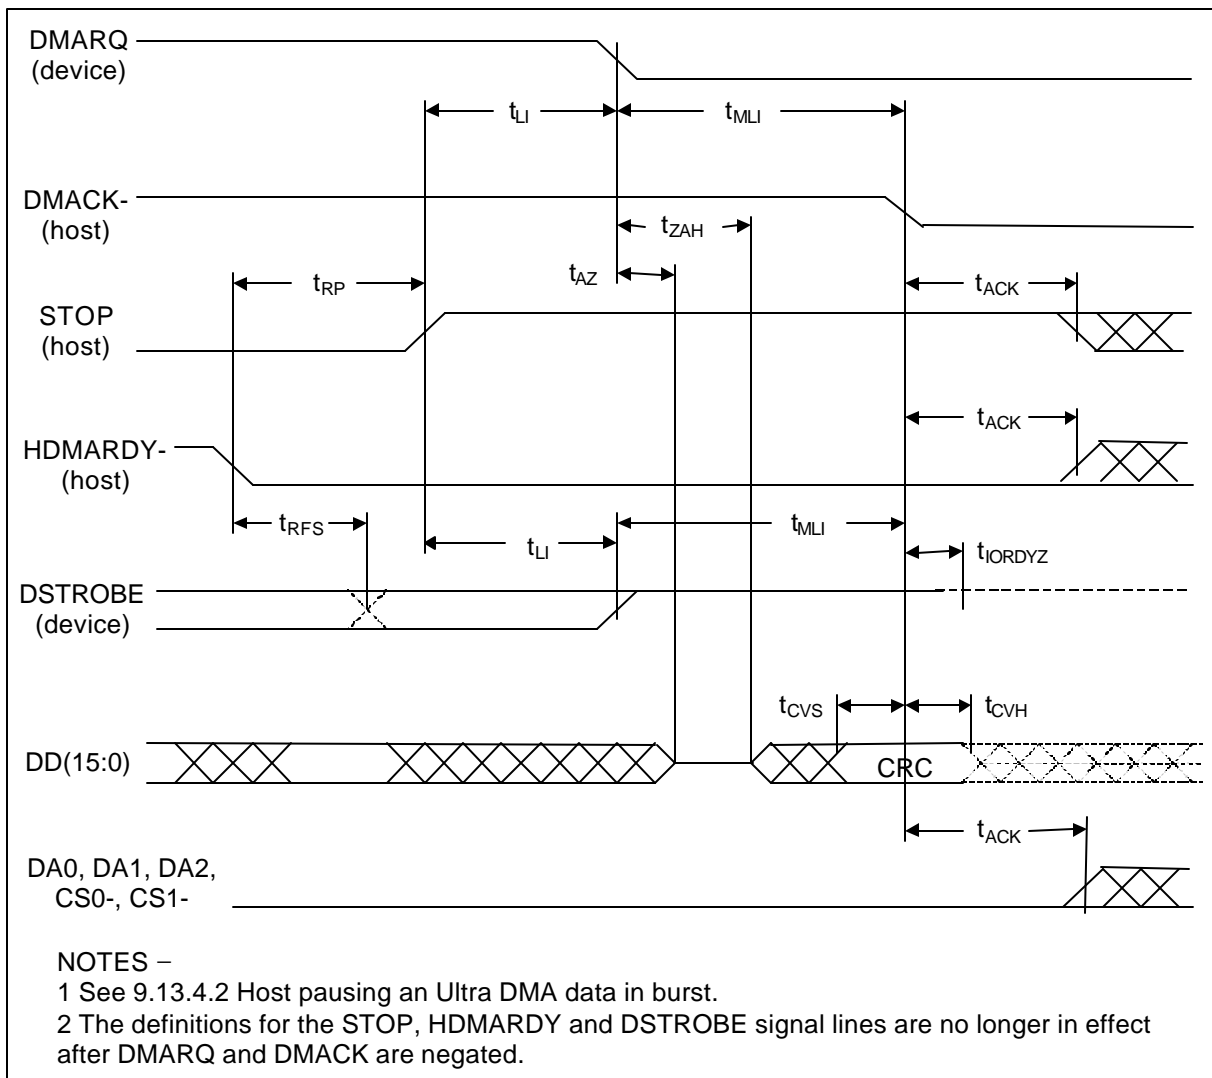 DMARQ
(device)
tLI
tMLI
DMACK-
(host)
tZAH
tAZ
tRP
tACK
STOP
(host)
tACK
HDMARDY-
(host)
tRFS
tLI
tMLI
tIORDYZ
DSTROBE
(device)
tCVS
tCVH
DD(15:0)
CRC
tACK
DA0, DA1, DA2,
CS0-, CS1-
NOTES –
1 See 9.13.4.2 Host pausing an Ultra DMA data in burst.
2 The definitions for the STOP, HDMARDY and DSTROBE signal lines are no longer in effect
after DMARQ and DMACK are negated.